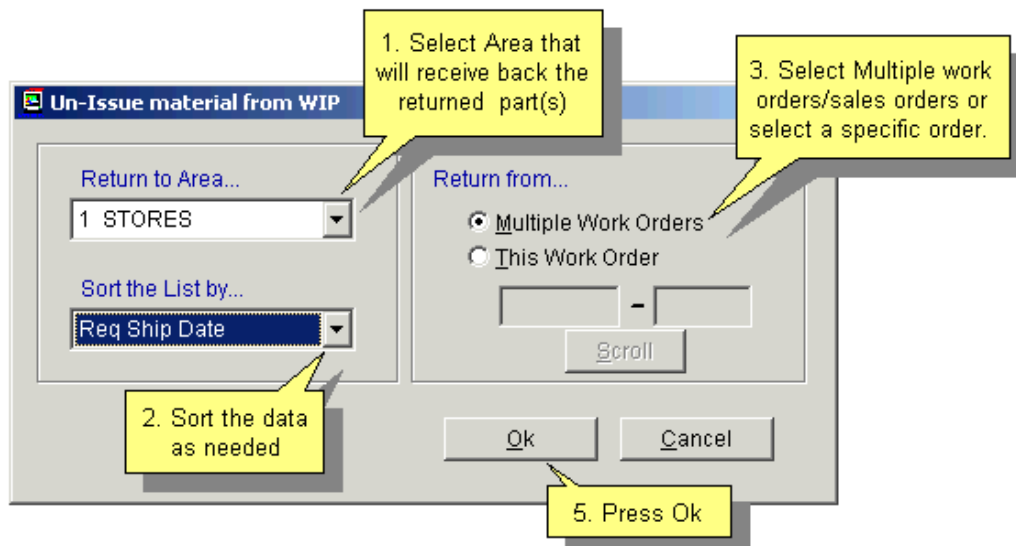 1. Select Area that
will receive back the
returned part(s)
3. Select Multiple work
orders/sales orders or
select a specific order.
Un-Issue material from WIP
Return to Area...
1 STORES
Sort the List by...
Req Ship Date
2. Sort the data
as needed
Return from...
Multiple Work Orders
This Work Order
-
Scroll
Ok
Cancel
5. Press Ok